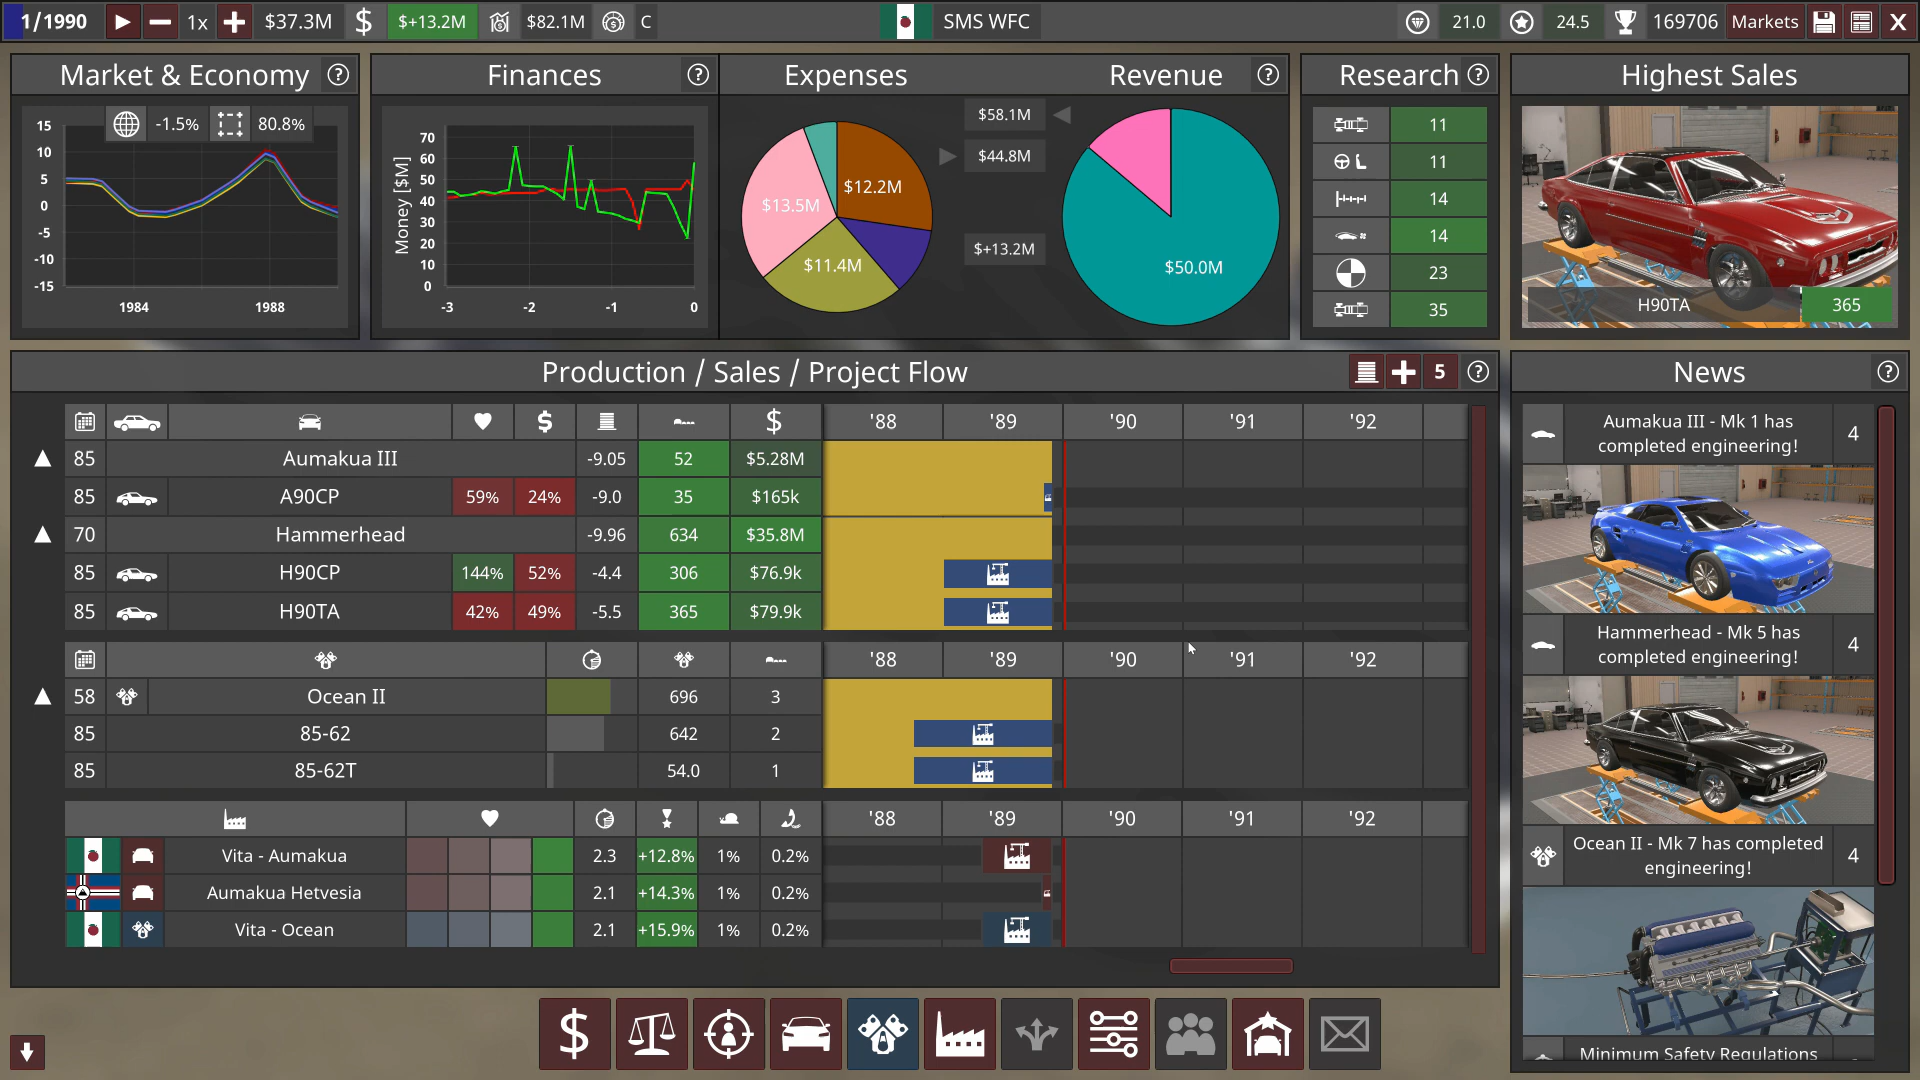 1/1990 1x $37.3M $+13.2M $82.1M C SMS WFC 21.0 24.5 169706 Markets X
Market & Economy ?
-1.5% 80.8%
15
10
5
0
-5
-10
-15
1984 1988
Finances ?
Money [$M]
70
60
50
40
30
20
10
0
-3 -2 -1 0
Expenses Revenue ?
$12.2M
$13.5M
$11.4M
$58.1M
$44.8M
$+13.2M
$50.0M
Research ?
11
11
14
14
23
35
Highest Sales
H90TA 365
Production / Sales / Project Flow 5 ?
$ $ '88 '89 '90 '91 '92
85 Aumakua III -9.05 52 $5.28M
85 A90CP 59% 24% -9.0 35 $165k
70 Hammerhead -9.96 634 $35.8M
85 H90CP 144% 52% -4.4 306 $76.9k
85 H90TA 42% 49% -5.5 365 $79.9k
'88 '89 '90 '91 '92
58 Ocean II 696 3
85 85-62 642 2
85 85-62T 54.0 1
'88 '89 '90 '91 '92
Vita - Aumakua 2.3 +12.8% 1% 0.2%
Aumakua Hetvesia 2.1 +14.3% 1% 0.2%
Vita - Ocean 2.1 +15.9% 1% 0.2%
News ?
Aumakua III - Mk 1 has
completed engineering!
4
Hammerhead - Mk 5 has
completed engineering!
4
Ocean II - Mk 7 has completed
engineering!
4
Minimum Safety Regulations
$